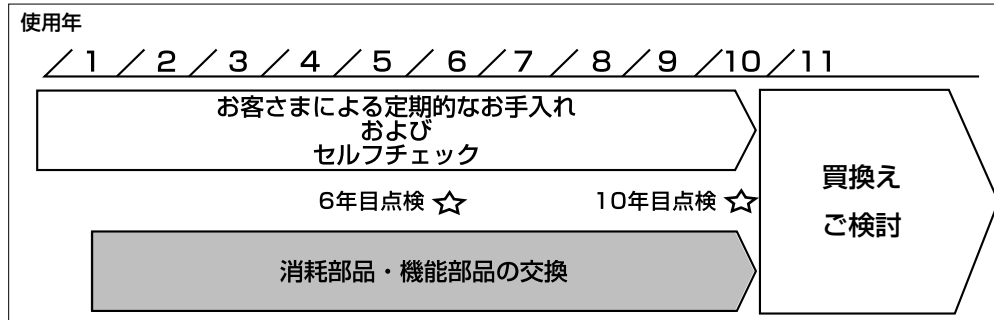 使用年
／1／2／3／4／5／6／7／8／9／10／11
お客さまによる定期的なお手入れ
および
セルフチェック
6年目点検 ☆
10年目点検 ☆
買換え
ご検討
消耗部品・機能部品の交換